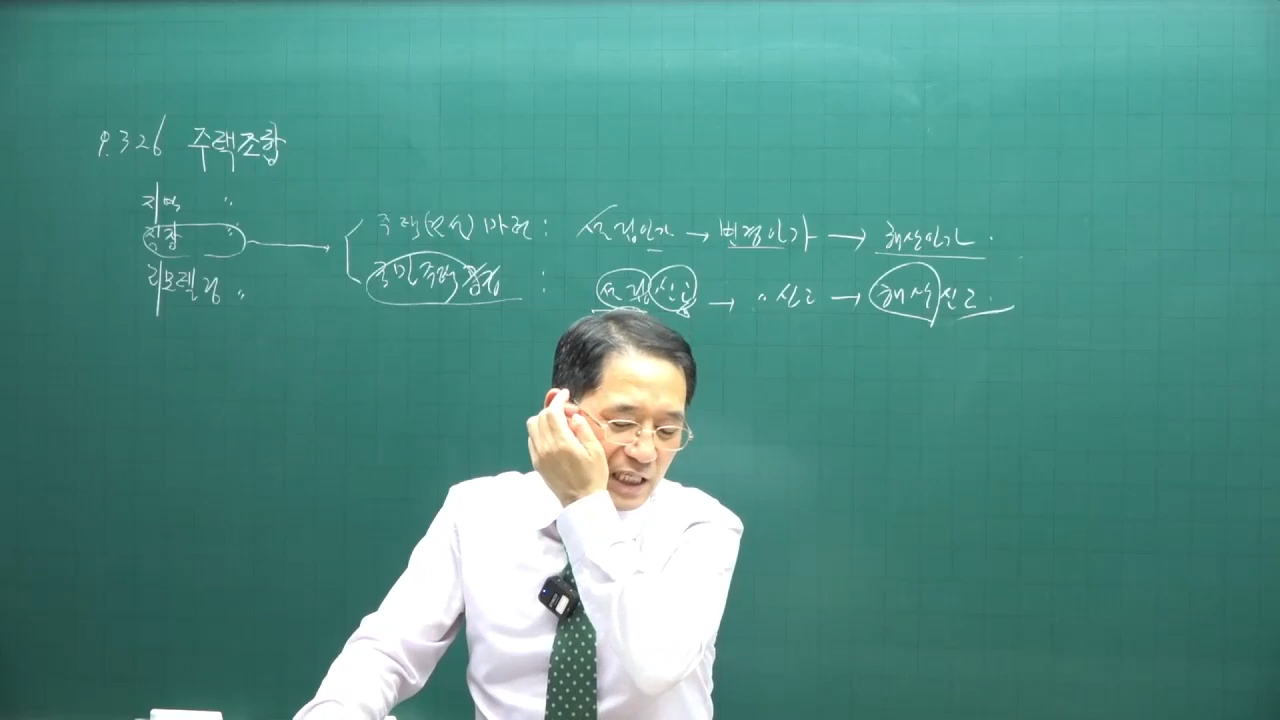 P.326 주택조합
지역 〃
직장 〃
리모델링 〃
주택(건설)마련 : 설립인가 → 변경인가 → 해산인가.
국민주택공급 : 설립신고 → 〃신고 → 해산신고.